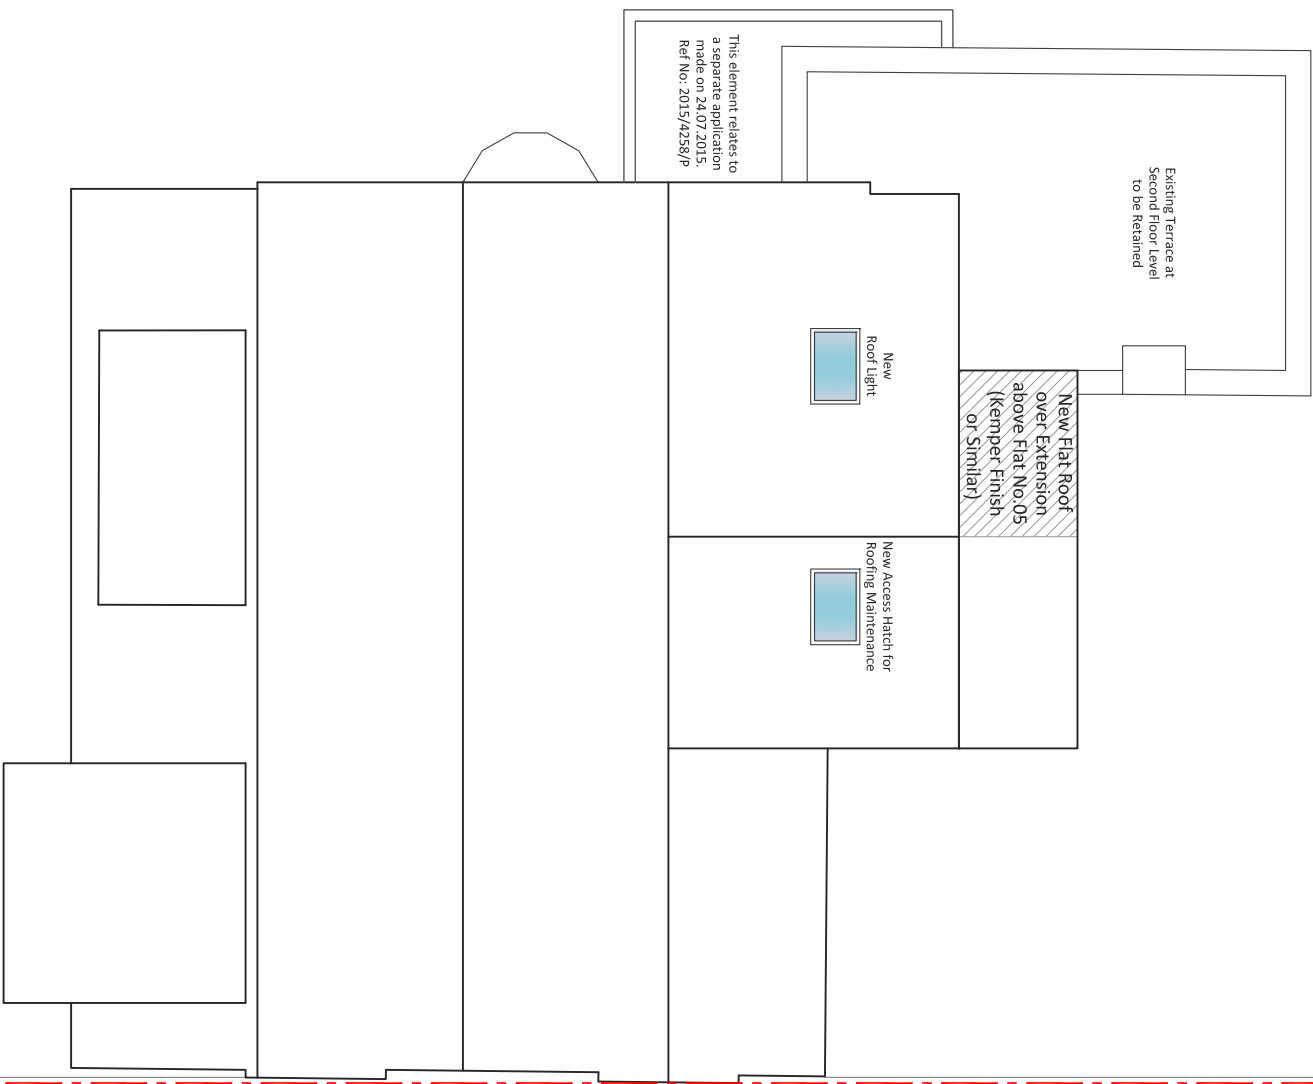 This element relates to
a separate application
made on 24.07.2015.
Ref No: 2015/4258/P
Existing Terrace at
Second Floor Level
to be Retained
New
Roof Light
New Flat Roof
over Extension
above Flat No.05
(Kemper Finish
or Similar)
New Access Hatch for
Roofing Maintenance